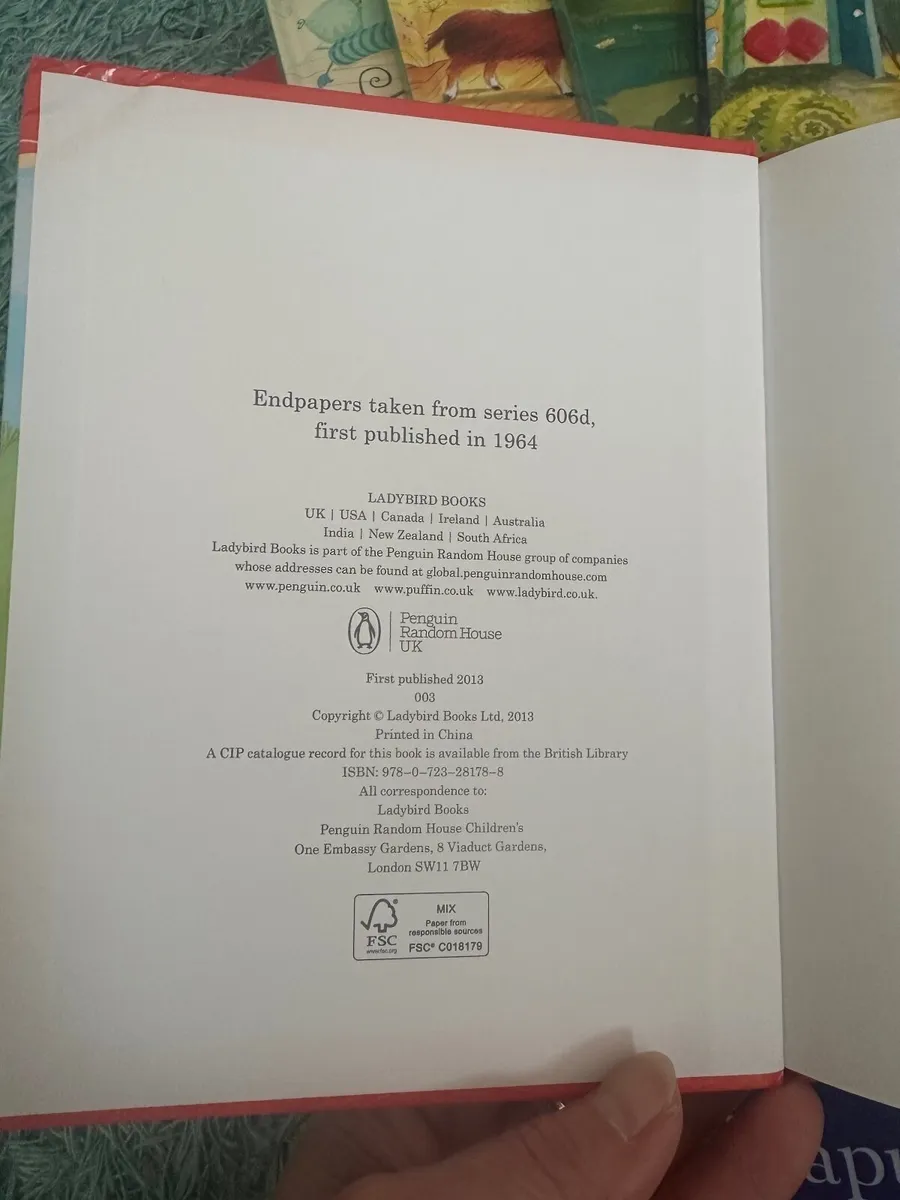 Endpapers taken from series 606d,
first published in 1964
LADYBIRD BOOKS
UK | USA | Canada | Ireland | Australia
India | New Zealand | South Africa
Ladybird Books is part of the Penguin Random House group of companies
whose addresses can be found at global.penguinrandomhouse.com
www.penguin.co.uk www.puffin.co.uk www.ladybird.co.uk.
Penguin
Random House
UK
First published 2013
003
Copyright © Ladybird Books Ltd, 2013
Printed in China
A CIP catalogue record for this book is available from the British Library
ISBN: 978–0–723–28178–8
All correspondence to:
Ladybird Books
Penguin Random House Children's
One Embassy Gardens, 8 Viaduct Gardens,
London SW11 7BW
FSC
www.fsc.org
MIX
Paper from
responsible sources
FSC® C018179